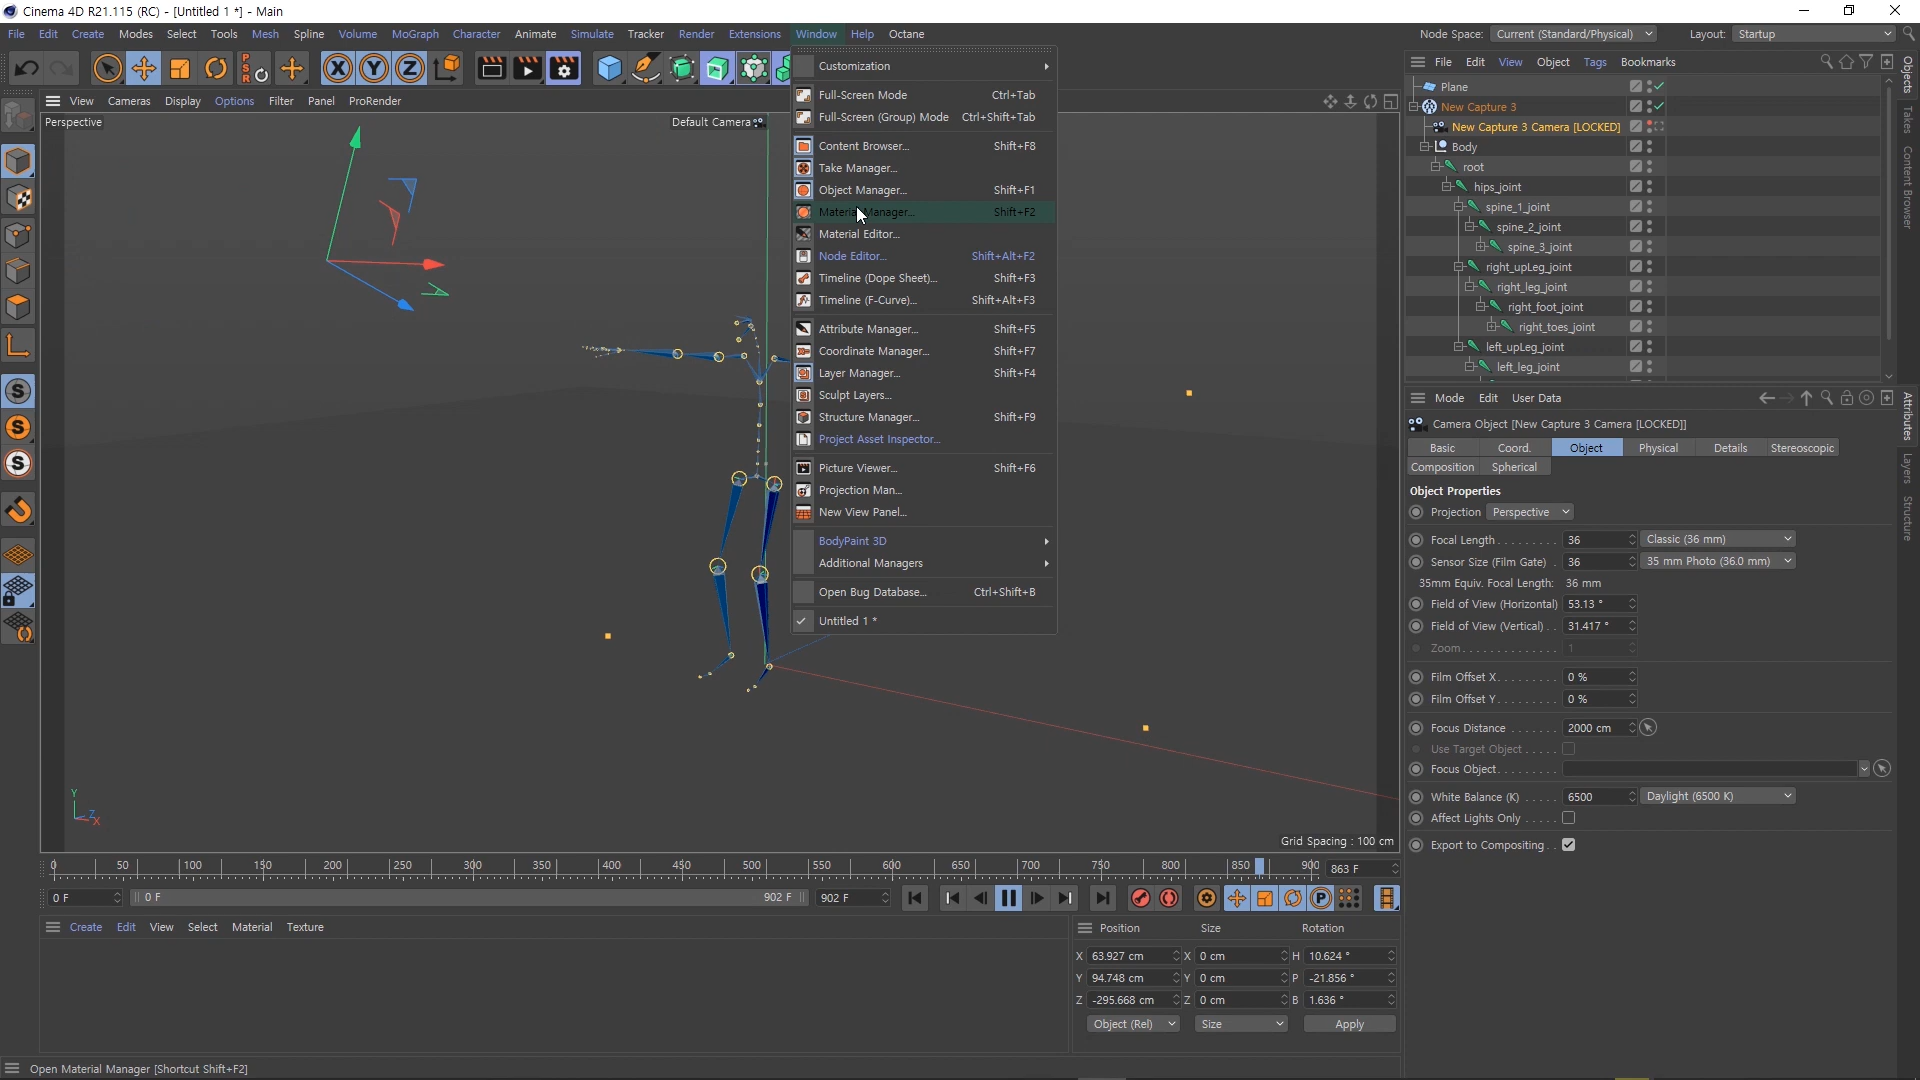 Cinema 4D R21.115 (RC) - [Untitled 1 *] - Main
File Edit Create Modes Select Tools Mesh Spline Volume MoGraph Character Animate Simulate Tracker Render Extensions Window Help Octane
Node Space: Current (Standard/Physical) Layout: Startup
View Cameras Display Options Filter Panel ProRender
Perspective
Default Camera
Customization
Full-Screen Mode Ctrl+Tab
Full-Screen (Group) Mode Ctrl+Shift+Tab
Content Browser... Shift+F8
Take Manager...
Object Manager... Shift+F1
Material Manager... Shift+F2
Material Editor...
Node Editor... Shift+Alt+F2
Timeline (Dope Sheet)... Shift+F3
Timeline (F-Curve)... Shift+Alt+F3
Attribute Manager... Shift+F5
Coordinate Manager... Shift+F7
Layer Manager... Shift+F4
Sculpt Layers...
Structure Manager... Shift+F9
Project Asset Inspector...
Picture Viewer... Shift+F6
Projection Man...
New View Panel...
BodyPaint 3D
Additional Managers
Open Bug Database... Ctrl+Shift+B
Untitled 1 *
Grid Spacing : 100 cm
File Edit View Object Tags Bookmarks
Plane
New Capture 3
New Capture 3 Camera [LOCKED]
Body
root
hips_joint
spine_1_joint
spine_2_joint
spine_3_joint
right_upLeg_joint
right_leg_joint
right_foot_joint
right_toes_joint
left_upLeg_joint
left_leg_joint
Objects
Takes
Content Browser
Mode Edit User Data
Camera Object [New Capture 3 Camera [LOCKED]]
Basic Coord. Object Physical Details Stereoscopic
Composition Spherical
Object Properties
Projection Perspective
Focal Length 36 Classic (36 mm)
Sensor Size (Film Gate) 36 35 mm Photo (36.0 mm)
35mm Equiv. Focal Length: 36 mm
Field of View (Horizontal) 53.13 °
Field of View (Vertical) 31.417 °
Zoom 1
Film Offset X 0 %
Film Offset Y 0 %
Focus Distance 2000 cm
Use Target Object
Focus Object
White Balance (K) 6500 Daylight (6500 K)
Affect Lights Only
Export to Compositing
Attributes
Layers
Structure
0 50 100 150 200 250 300 350 400 450 500 550 600 650 700 750 800 850 900 863 F
0 F 0 F 902 F 902 F
Create Edit View Select Material Texture
Position Size Rotation
X 63.927 cm X 0 cm H 10.624 °
Y 94.748 cm Y 0 cm P -21.856 °
Z -295.668 cm Z 0 cm B 1.636 °
Object (Rel) Size Apply
Open Material Manager [Shortcut Shift+F2]